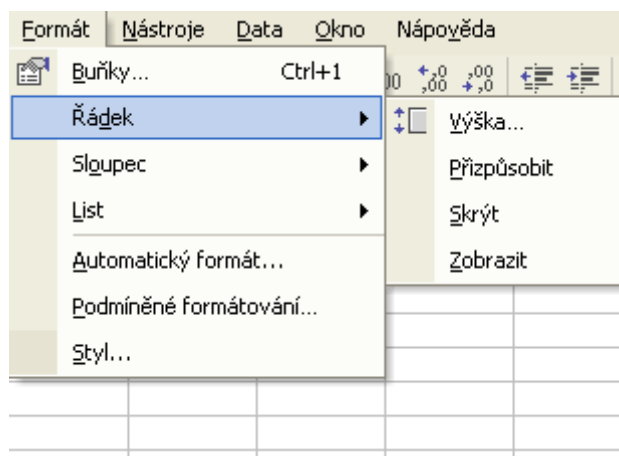 Formát Nástroje Data Okno Nápověda
Buňky... Ctrl+1
Řádek
Sloupec
List
Automatický formát...
Podmíněné formátování...
Styl...
Výška...
Přizpůsobit
Skrýt
Zobrazit